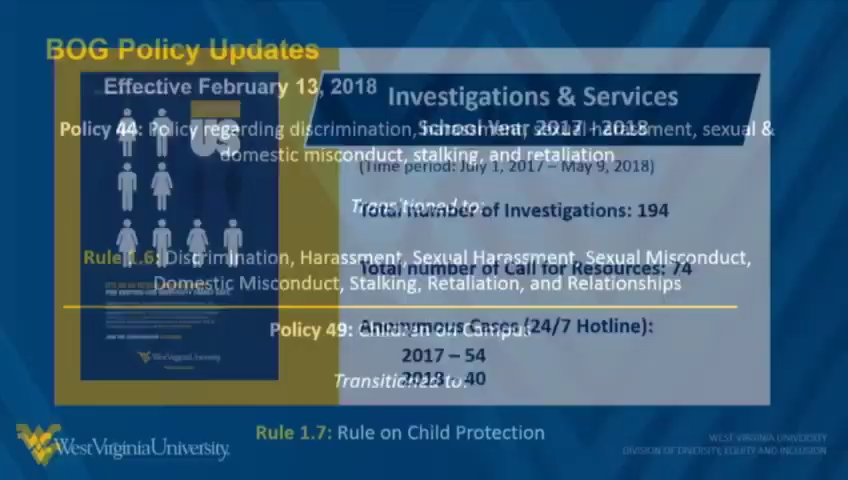 BOG Policy Updates
Effective February 13, 2018
Policy 44: Policy regarding discrimination, harassment, sexual harassment, sexual &
domestic misconduct, stalking, and retaliation
Transitioned to:
Rule 1.6: Discrimination, Harassment, Sexual Harassment, Sexual Misconduct,
Domestic Misconduct, Stalking, Retaliation, and Relationships
Policy 49: Children on Campus
Transitioned to:
Rule 1.7: Rule on Child Protection
US
West Virginia University
Investigations & Services
School Year 2017 - 2018
(Time period: July 1, 2017 – May 9, 2018)
Total number of Investigations: 194
Total number of Call for Resources: 74
Anonymous Cases (24/7 Hotline):
2017 – 54
2018 - 40
West Virginia University.
WEST VIRGINIA UNIVERSITY
DIVISION OF DIVERSITY, EQUITY AND INCLUSION